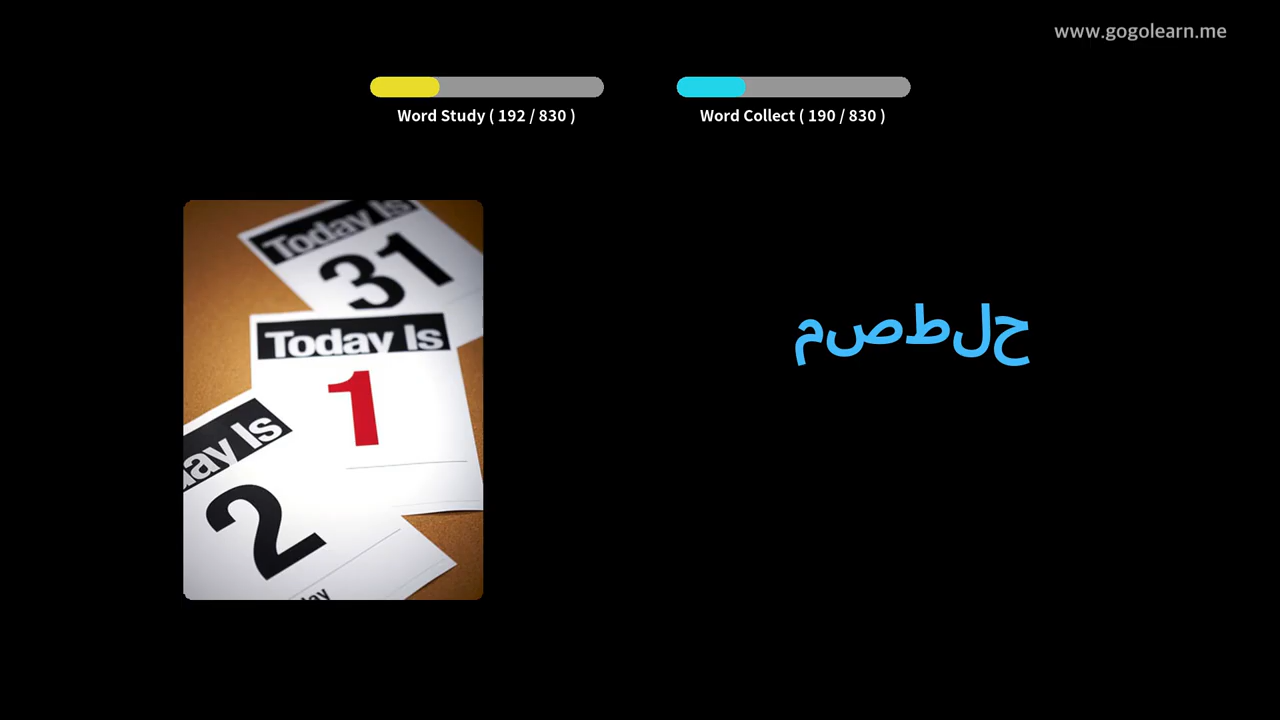 www.gogolearn.me
Word Study ( 192 / 830 )
Word Collect ( 190 / 830 )
Today Is
31
مصطلح
Today Is
1
ay Is
2